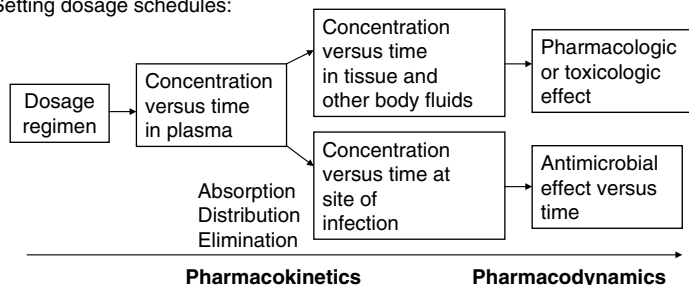 Setting dosage schedules:
Dosage
regimen
Concentration
versus time
in plasma
Concentration
versus time
in tissue and
other body fluids
Pharmacologic
or toxicologic
effect
Concentration
versus time at
site of
infection
Antimicrobial
effect versus
time
Absorption
Distribution
Elimination
Pharmacokinetics
Pharmacodynamics